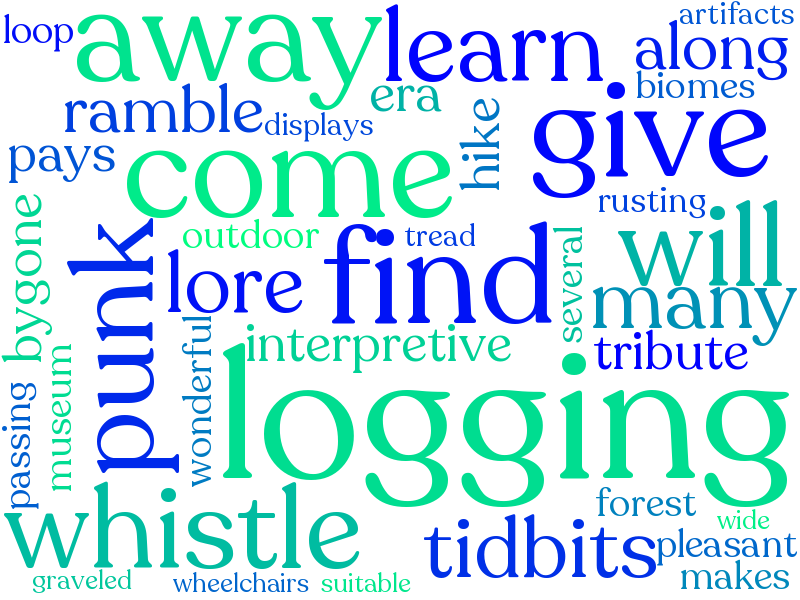 loop
away
learn
artifacts
along
biomes
era
ramble
displays
hike
give
pays
come
rusting
bygone
outdoor
tread
several
will
punk
lore
find
many
interpretive
tribute
museum
wonderful
passing
logging
whistle
forest
wide
tidbits
pleasant
makes
graveled
wheelchairs
suitable